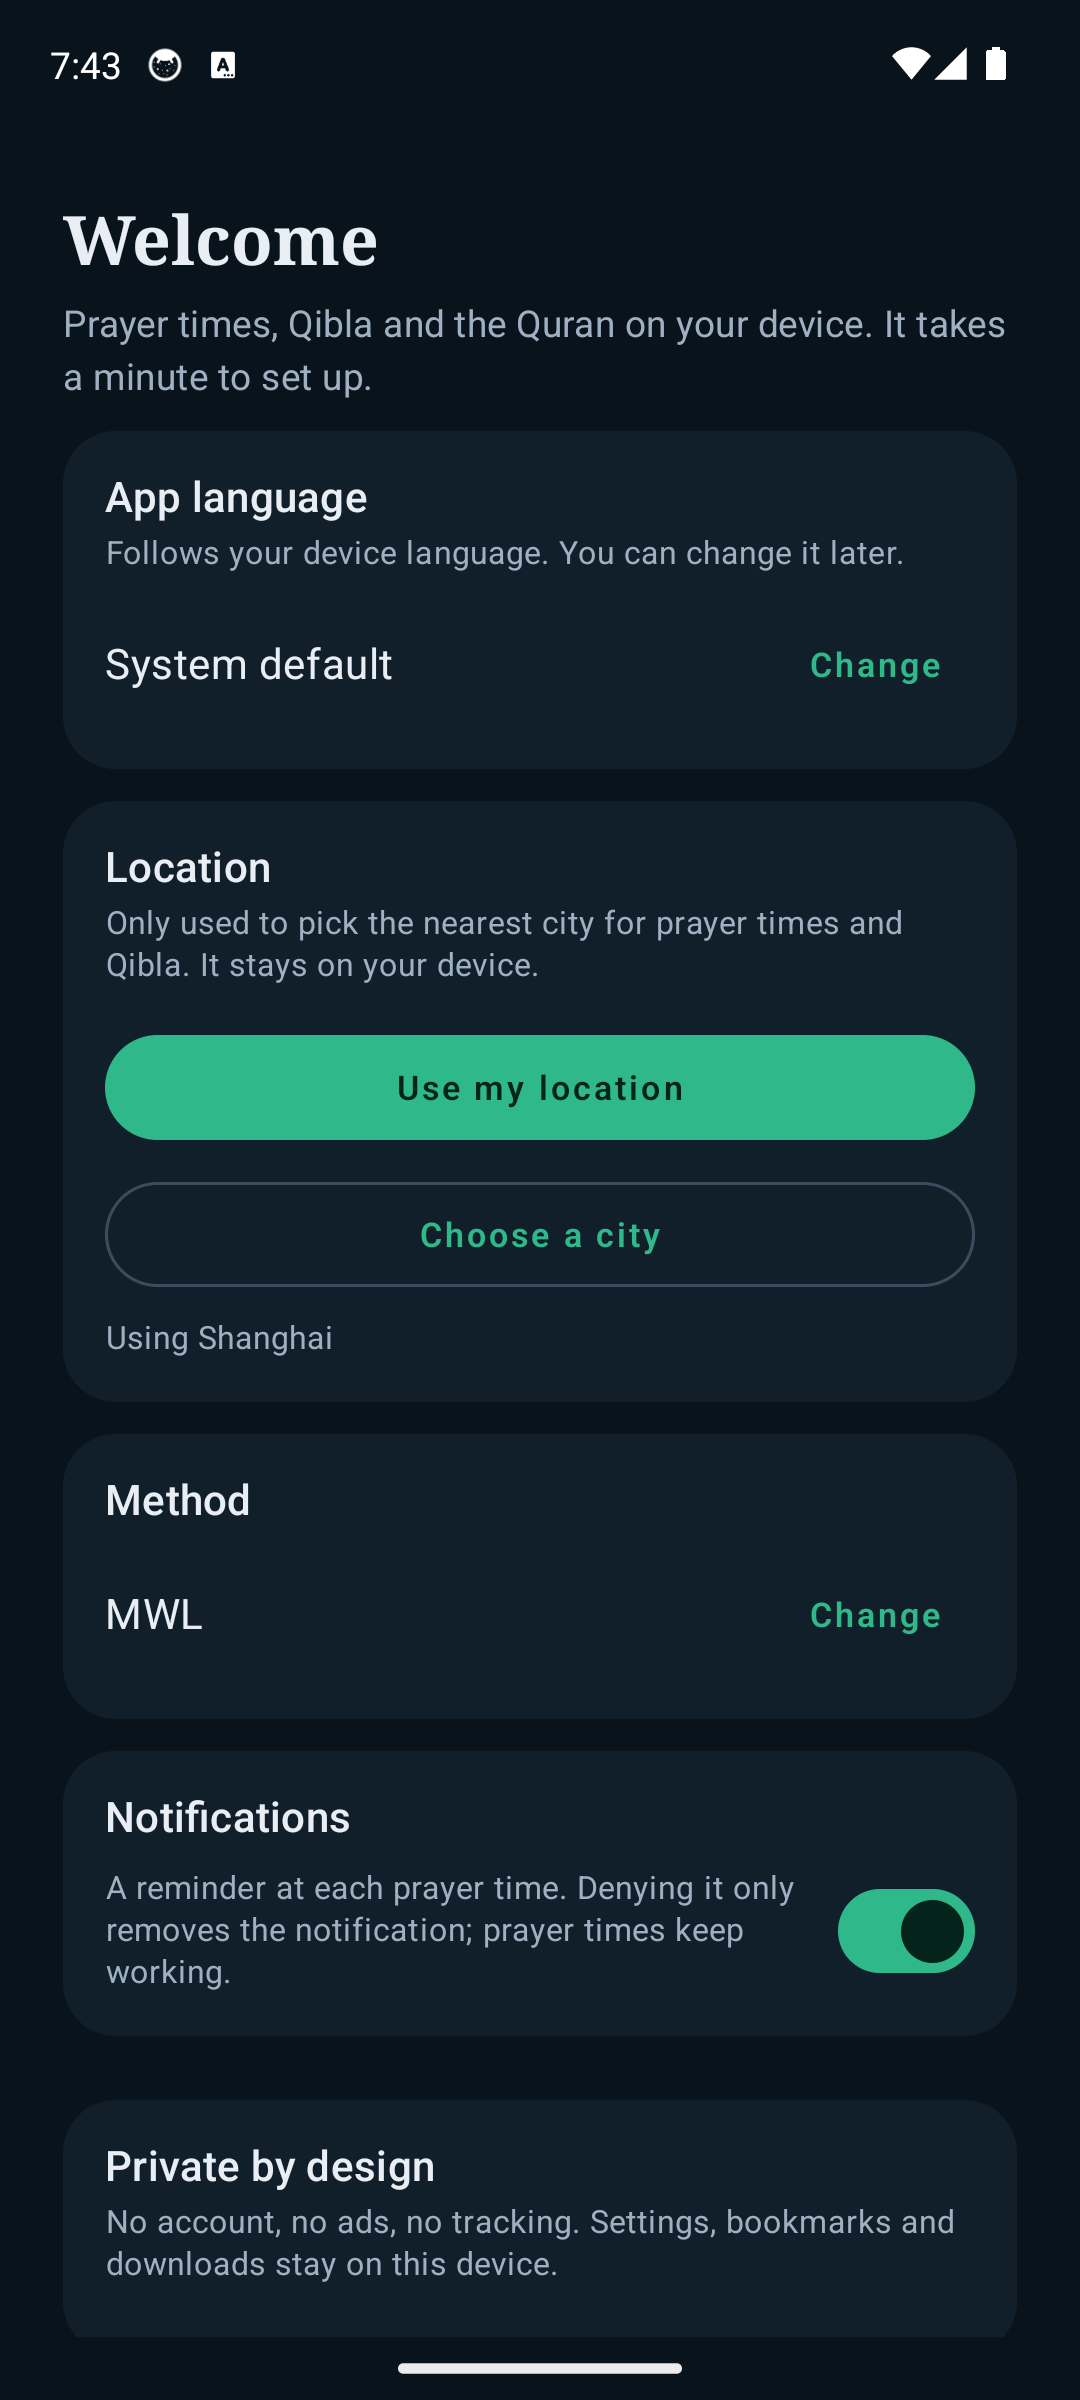 7:43
Welcome
Prayer times, Qibla and the Quran on your device. It takes
a minute to set up.
App language
Follows your device language. You can change it later.
System default
Change
Location
Only used to pick the nearest city for prayer times and
Qibla. It stays on your device.
Use my location
Choose a city
Using Shanghai
Method
MWL
Change
Notifications
A reminder at each prayer time. Denying it only
removes the notification; prayer times keep
working.
Private by design
No account, no ads, no tracking. Settings, bookmarks and
downloads stay on this device.